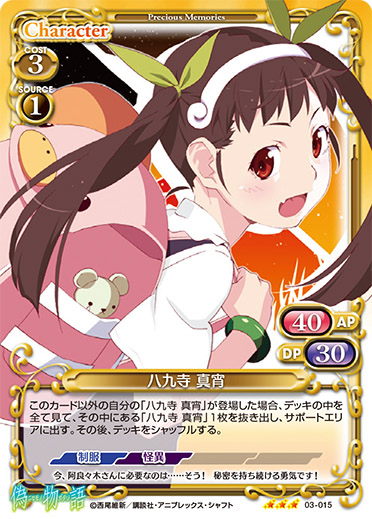 Precious Memories
Character
COST
3
SOURCE
1
40 AP
DP 30
八九寺 真宵
このカード以外の自分の「八九寺 真宵」が登場した場合、デッキの中を
全て見て、その中にある「八九寺 真宵」1枚を抜き出し、サポートエリ
アに出す。その後、デッキをシャッフルする。
制服 怪異
今、阿良々木さんに必要なのは……そう！ 秘密を持ち続ける勇気です！
偽物語
©西尾維新／講談社・アニプレックス・シャフト
03-015